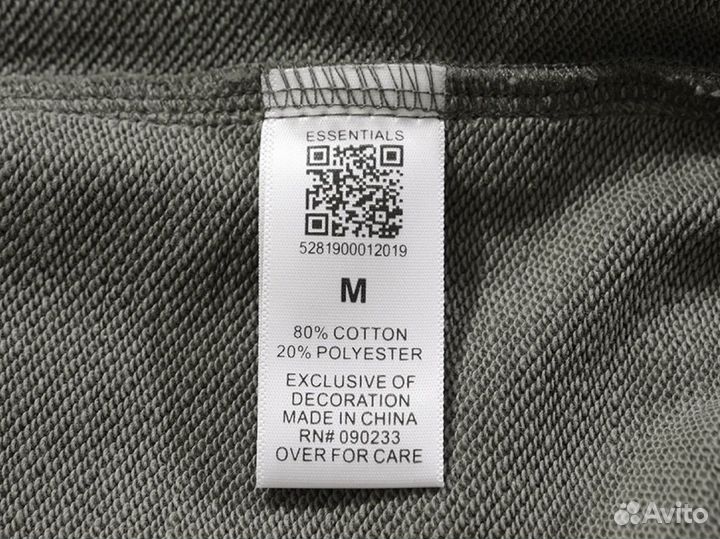 ESSENTIALS
5281900012019
M
80% COTTON
20% POLYESTER
EXCLUSIVE OF
DECORATION
MADE IN CHINA
RN# 090233
OVER FOR CARE
Avito